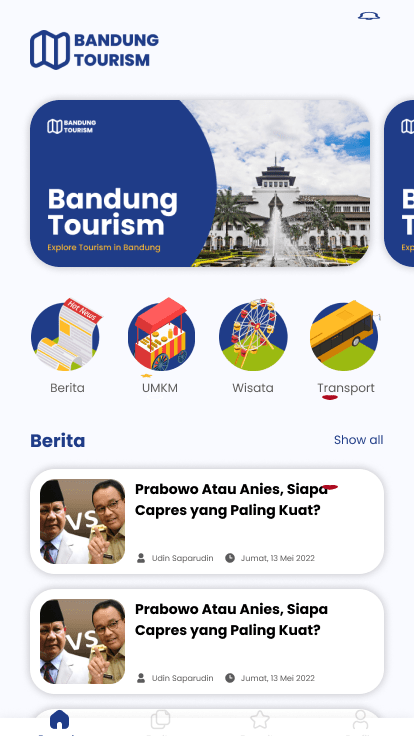 BANDUNG
TOURISM
BANDUNG
TOURISM
Bandung
Tourism
Explore Tourism in Bandung
Hot News
Berita
UMKM
Wisata
Transport
Berita
Show all
Prabowo Atau Anies, Siapa
Capres yang Paling Kuat?
VS
Udin Saparudin
Jumat, 13 Mei 2022
Prabowo Atau Anies, Siapa
Capres yang Paling Kuat?
VS
Udin Saparudin
Jumat, 13 Mei 2022